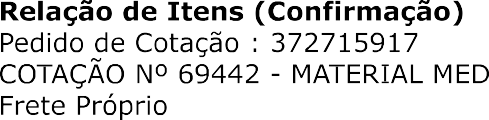 Relação de Itens (Confirmação)
Pedido de Cotação : 372715917
COTAÇÃO Nº 69442 - MATERIAL MED
Frete Próprio